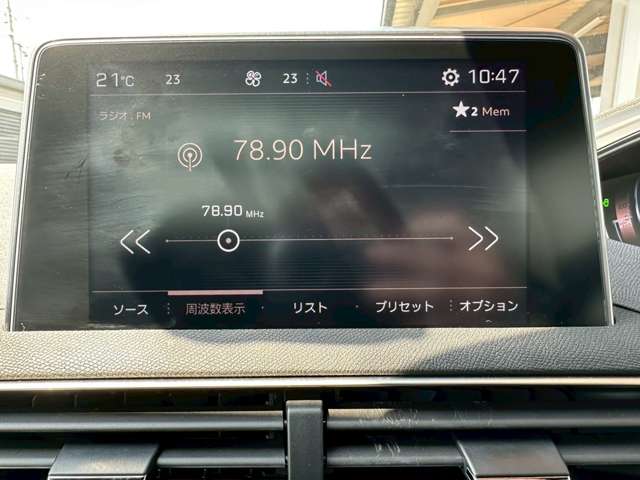 21°C 23 23 10:47
ラジオ . FM
★2 Mem
78.90 MHz
78.90 MHz
ソース 周波数表示 リスト プリセット オプション